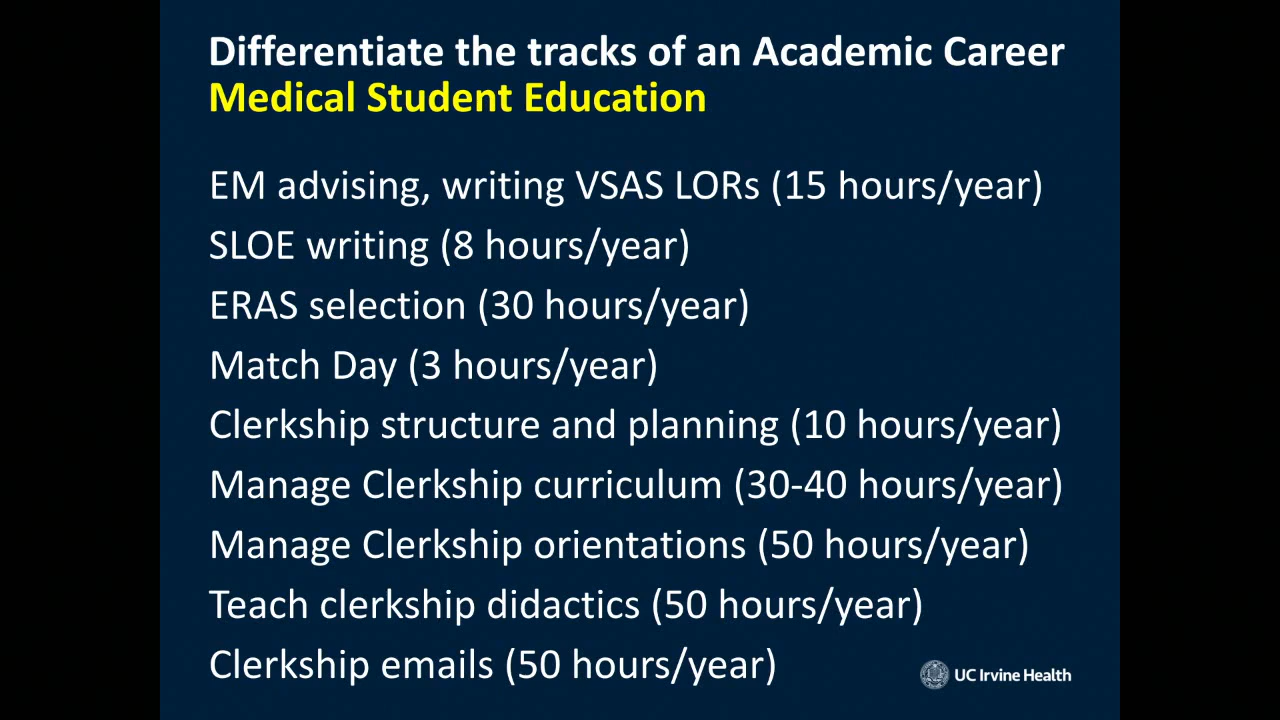 Differentiate the tracks of an Academic Career
Medical Student Education
EM advising, writing VSAS LORs (15 hours/year)
SLOE writing (8 hours/year)
ERAS selection (30 hours/year)
Match Day (3 hours/year)
Clerkship structure and planning (10 hours/year)
Manage Clerkship curriculum (30-40 hours/year)
Manage Clerkship orientations (50 hours/year)
Teach clerkship didactics (50 hours/year)
Clerkship emails (50 hours/year)
UC Irvine Health